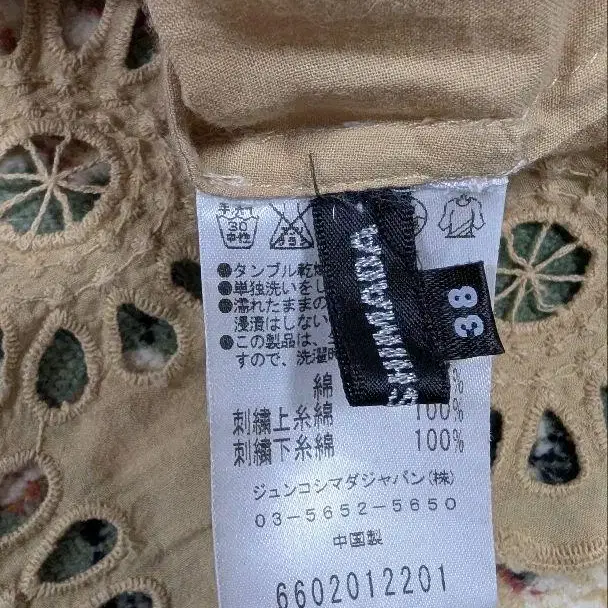 30
中性
●タンブル乾
●単独洗いをし
●濡れたままの
浸漬はしない
●この製品は、
すので、洗濯時
SHIMADA
38
綿
%
刺繍上糸綿 100%
刺繍下糸綿 100%
ジュンコシマダジャパン(株)
03-5652-5650
中国製
6602012201